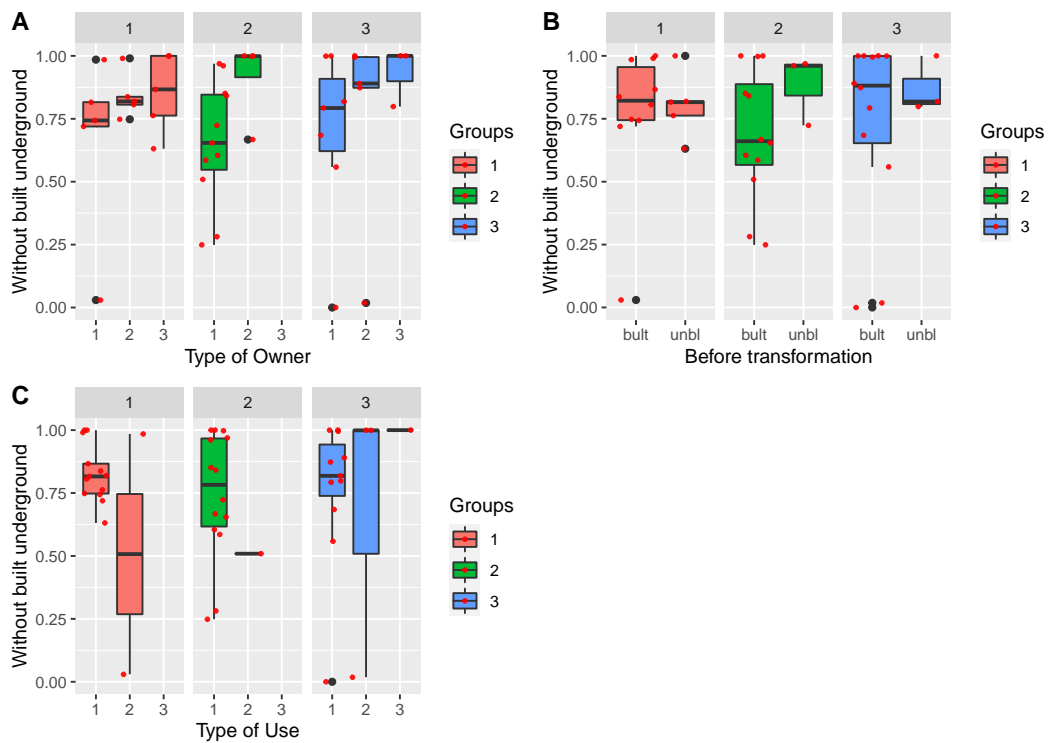 A
1 2 3
1.00
0.75
0.50
0.25
0.00
Without built underground
1 2 3 1 2 3 1 2 3
Type of Owner
Groups
1
2
3
B
1 2 3
1.00
0.75
0.50
0.25
0.00
Without built underground
bult unbl bult unbl bult unbl
Before transformation
Groups
1
2
3
C
1 2 3
1.00
0.75
0.50
0.25
0.00
Without built underground
1 2 3 1 2 3 1 2 3
Type of Use
Groups
1
2
3